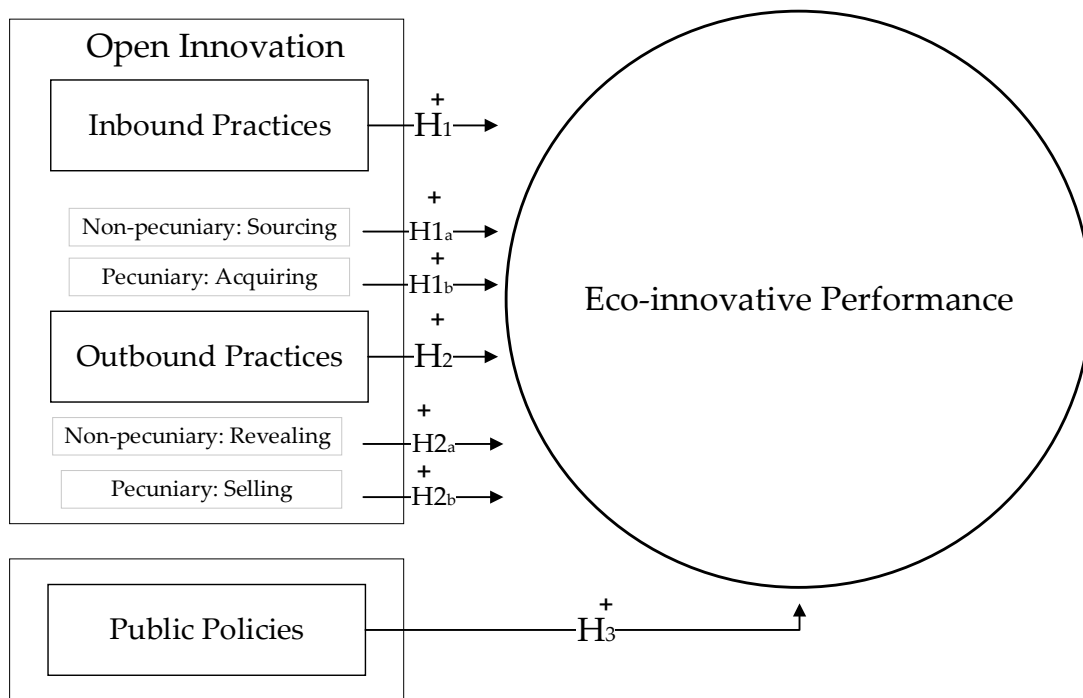 Open Innovation
Inbound Practices
+
H1
Non-pecuniary: Sourcing
+
H1a
Pecuniary: Acquiring
+
H1b
Outbound Practices
+
H2
Non-pecuniary: Revealing
+
H2a
Pecuniary: Selling
+
H2b
Eco-innovative Performance
Public Policies
+
H3